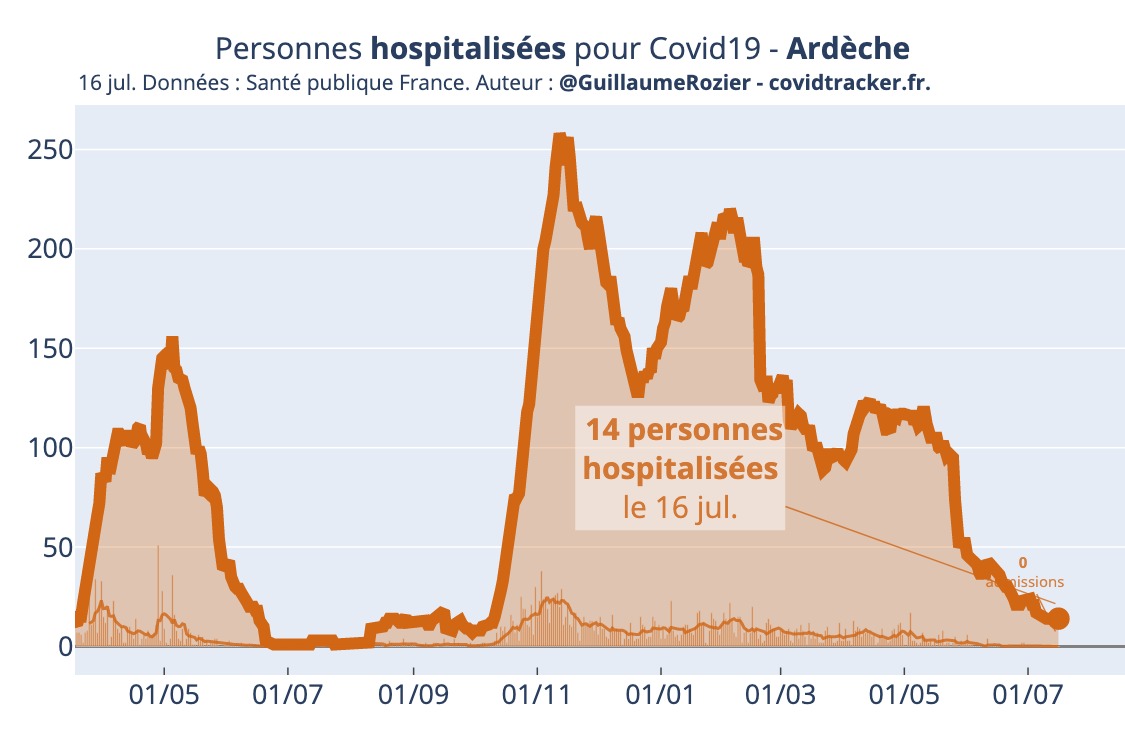 Personnes hospitalisées pour Covid19 - Ardèche
16 jul. Données : Santé publique France. Auteur : @GuillaumeRozier - covidtracker.fr.
250
200
150
100
50
0
14 personnes
hospitalisées
le 16 jul.
0
admissions
01/05
01/07
01/09
01/11
01/01
01/03
01/05
01/07